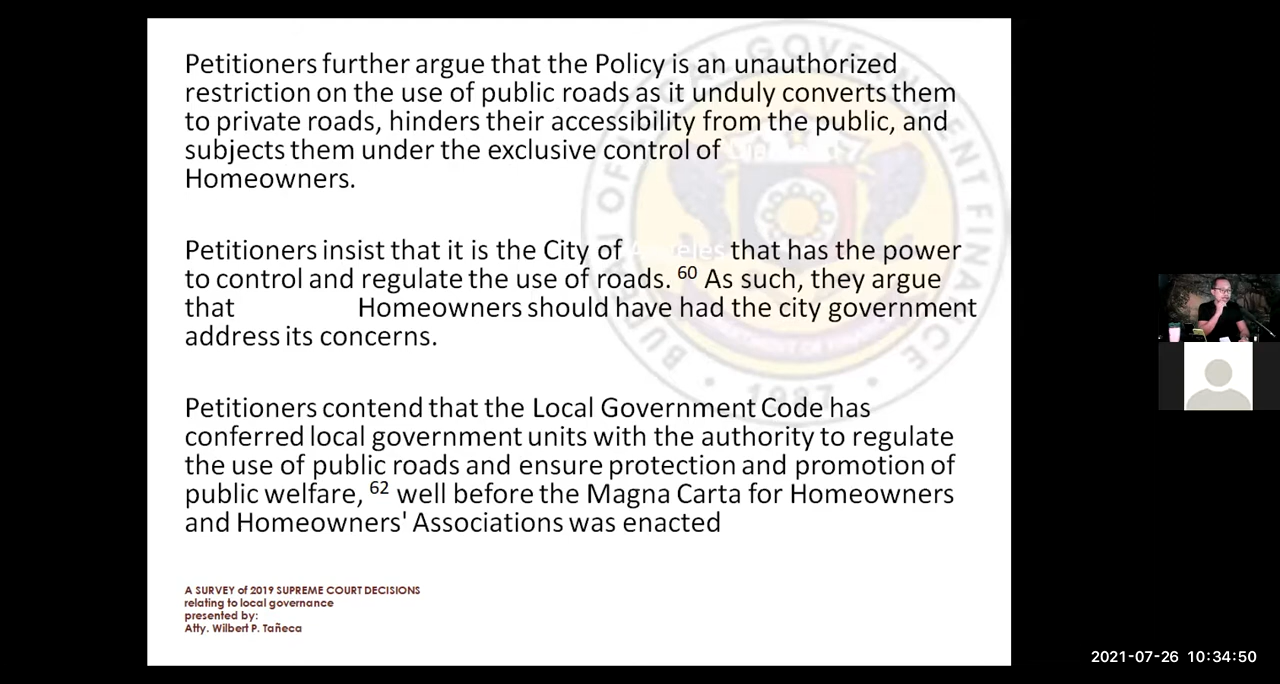 Petitioners further argue that the Policy is an unauthorized
restriction on the use of public roads as it unduly converts them
to private roads, hinders their accessibility from the public, and
subjects them under the exclusive control of
Homeowners.
Petitioners insist that it is the City of Angeles that has the power
to control and regulate the use of roads. 60 As such, they argue
that Homeowners should have had the city government
address its concerns.
Petitioners contend that the Local Government Code has
conferred local government units with the authority to regulate
the use of public roads and ensure protection and promotion of
public welfare, 62 well before the Magna Carta for Homeowners
and Homeowners' Associations was enacted
BUREAU OF LOCAL GOVERNMENT FINANCE
1987
A SURVEY of 2019 SUPREME COURT DECISIONS
relating to local governance
presented by:
Atty. Wilbert P. Tañeca
2021-07-26 10:34:50